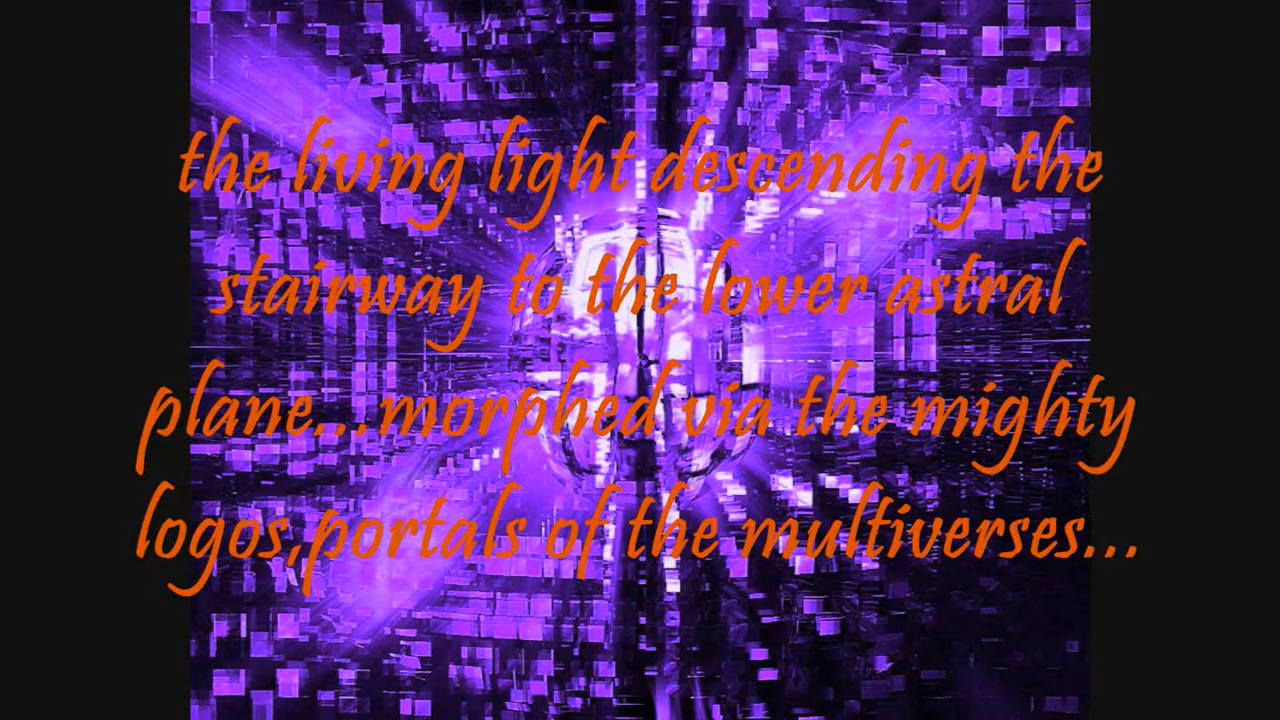 the living light descending the
stairway to the lower astral
plane...morphed via the mighty
logos,portals of the multiverses...